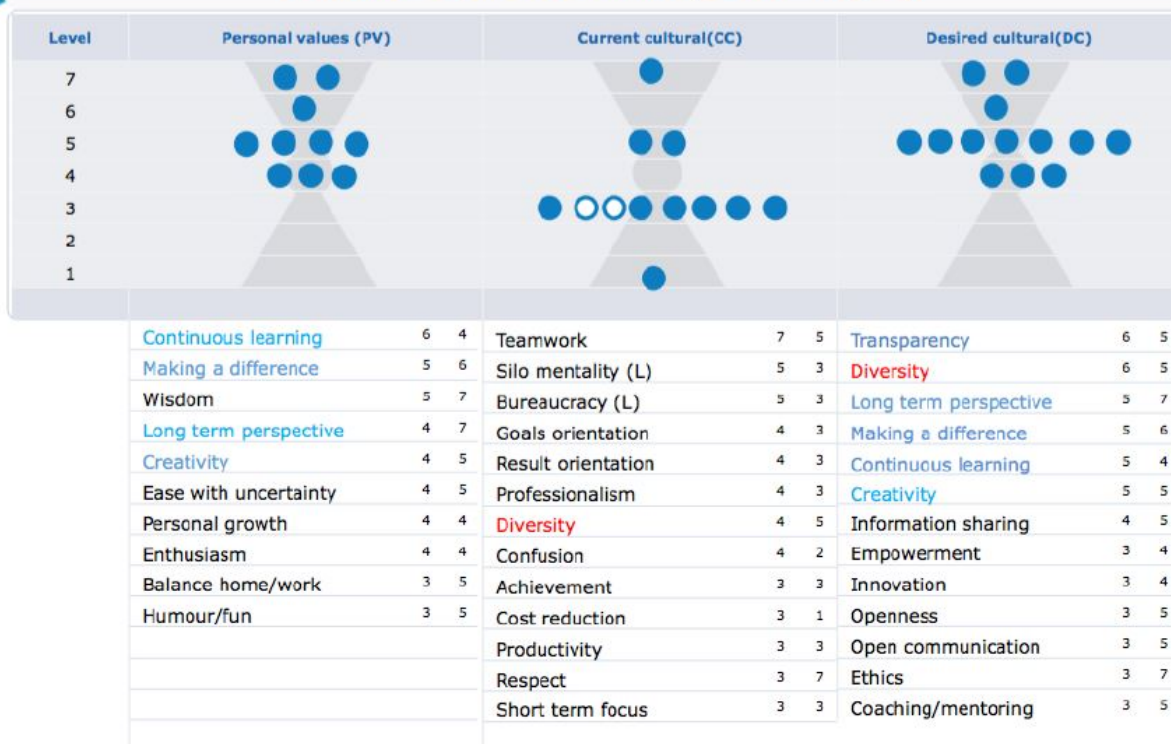 Level Personal values (PV) Current cultural(CC) Desired cultural(DC)
7
6
5
4
3
2
1
Continuous learning 6 4 Teamwork 7 5 Transparency 6 5
Making a difference 5 6 Silo mentality (L) 5 3 Diversity 6 5
Wisdom 5 7 Bureaucracy (L) 5 3 Long term perspective 5 7
Long term perspective 4 7 Goals orientation 4 3 Making a difference 5 6
Creativity 4 5 Result orientation 4 3 Continuous learning 5 4
Ease with uncertainty 4 5 Professionalism 4 3 Creativity 5 5
Personal growth 4 4 Diversity 4 5 Information sharing 4 5
Enthusiasm 4 4 Confusion 4 2 Empowerment 3 4
Balance home/work 3 5 Achievement 3 3 Innovation 3 4
Humour/fun 3 5 Cost reduction 3 1 Openness 3 5
Productivity 3 3 Open communication 3 5
Respect 3 7 Ethics 3 7
Short term focus 3 3 Coaching/mentoring 3 5